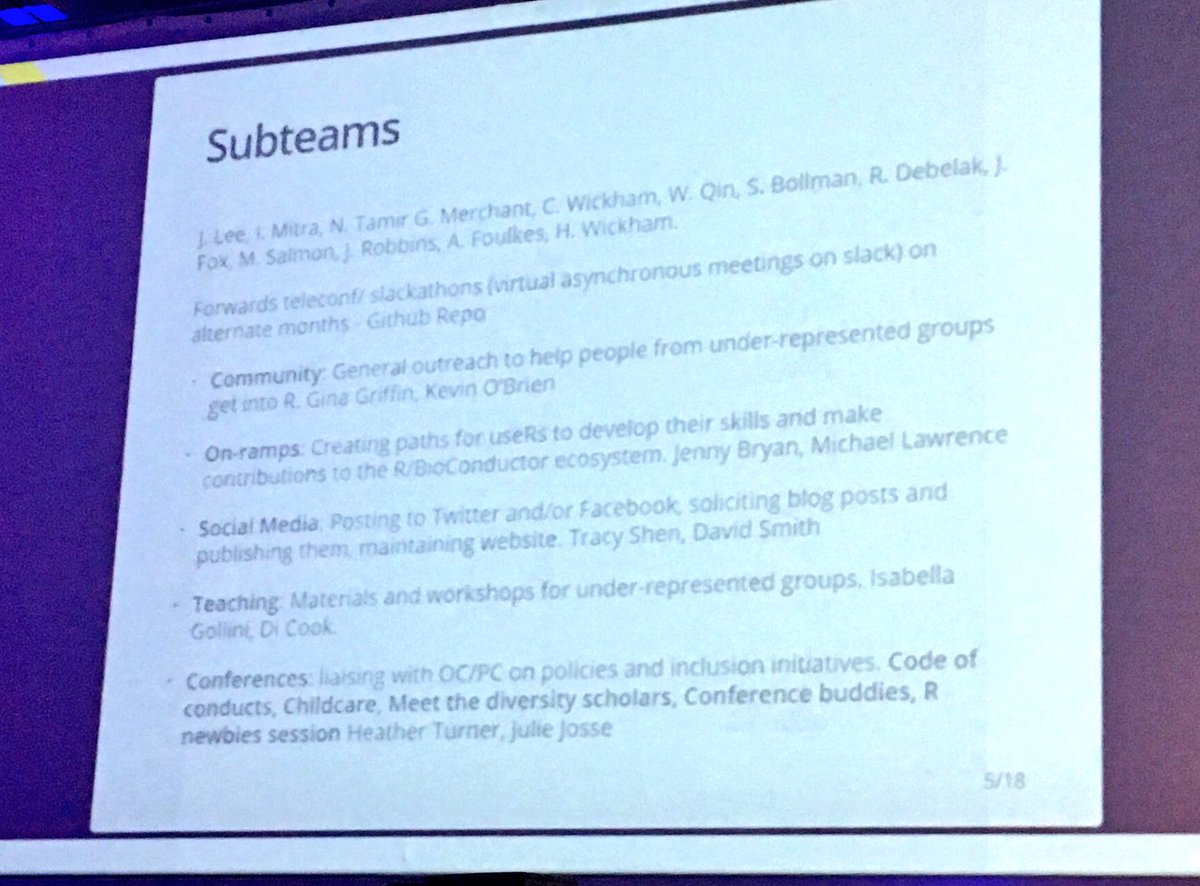 Subteams
J. Lee, I. Mitra, N. Tamir G. Merchant, C. Wickham, W. Qin, S. Bollman, R. Debelak, J.
Fox, M. Salmon, J. Robbins, A. Foulkes, H. Wickham.
Forwards teleconf/ slackathons (virtual asynchronous meetings on slack) on
alternate months - Github Repo
· Community: General outreach to help people from under-represented groups
get into R. Gina Griffin, Kevin O'Brien
· On-ramps: Creating paths for useRs to develop their skills and make
contributions to the R/BioConductor ecosystem. Jenny Bryan, Michael Lawrence
· Social Media: Posting to Twitter and/or Facebook, soliciting blog posts and
publishing them, maintaining website. Tracy Shen, David Smith
· Teaching: Materials and workshops for under-represented groups. Isabella
Gollini, Di Cook.
· Conferences: liaising with OC/PC on policies and inclusion initiatives. Code of
conducts, Childcare, Meet the diversity scholars, Conference buddies, R
newbies session Heather Turner, Julie Josse
5/18